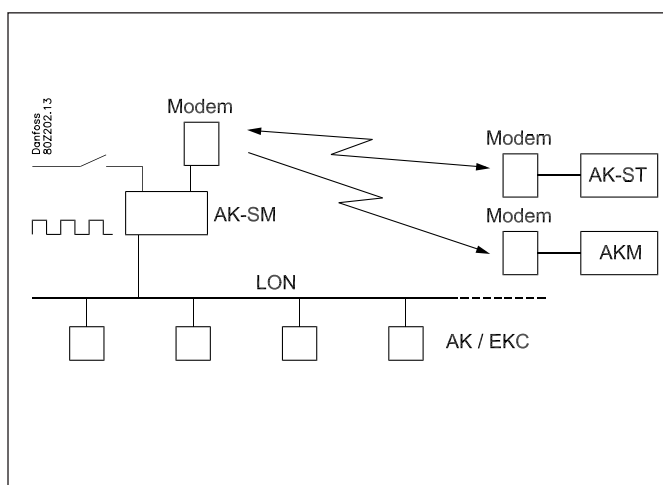 Danfoss
80Z202.13
Modem
AK-SM
Modem
AK-ST
Modem
AKM
LON
AK / EKC